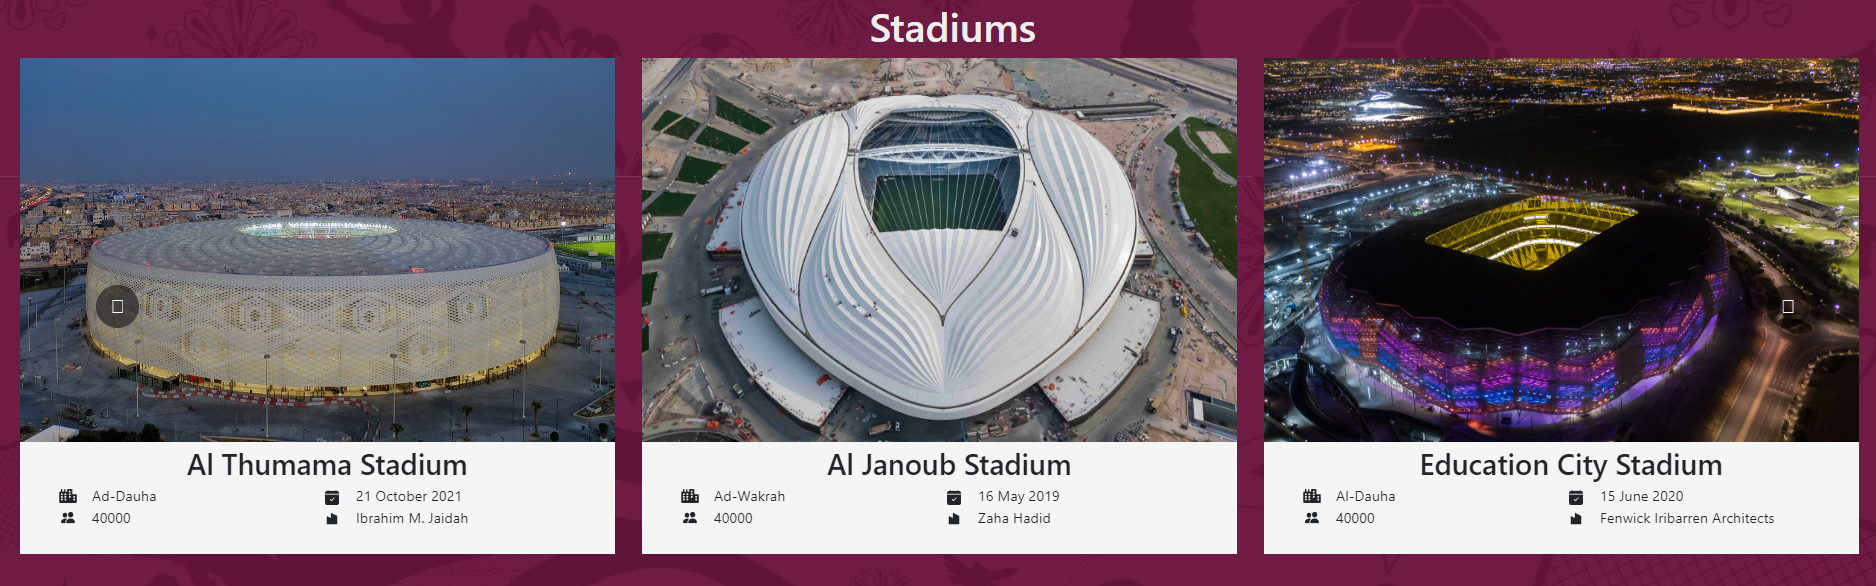 Stadiums
Al Thumama Stadium
Ad-Dauha
21 October 2021
40000
Ibrahim M. Jaidah
Al Janoub Stadium
Ad-Wakrah
16 May 2019
40000
Zaha Hadid
Education City Stadium
Al-Dauha
15 June 2020
40000
Fenwick Iribarren Architects